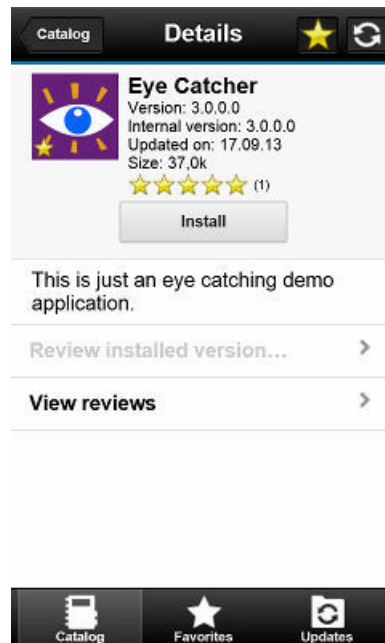 Catalog
Details
Eye Catcher
Version: 3.0.0.0
Internal version: 3.0.0.0
Updated on: 17.09.13
Size: 37,0k
(1)
Install
This is just an eye catching demo
application.
Review installed version...
View reviews
Catalog
Favorites
Updates